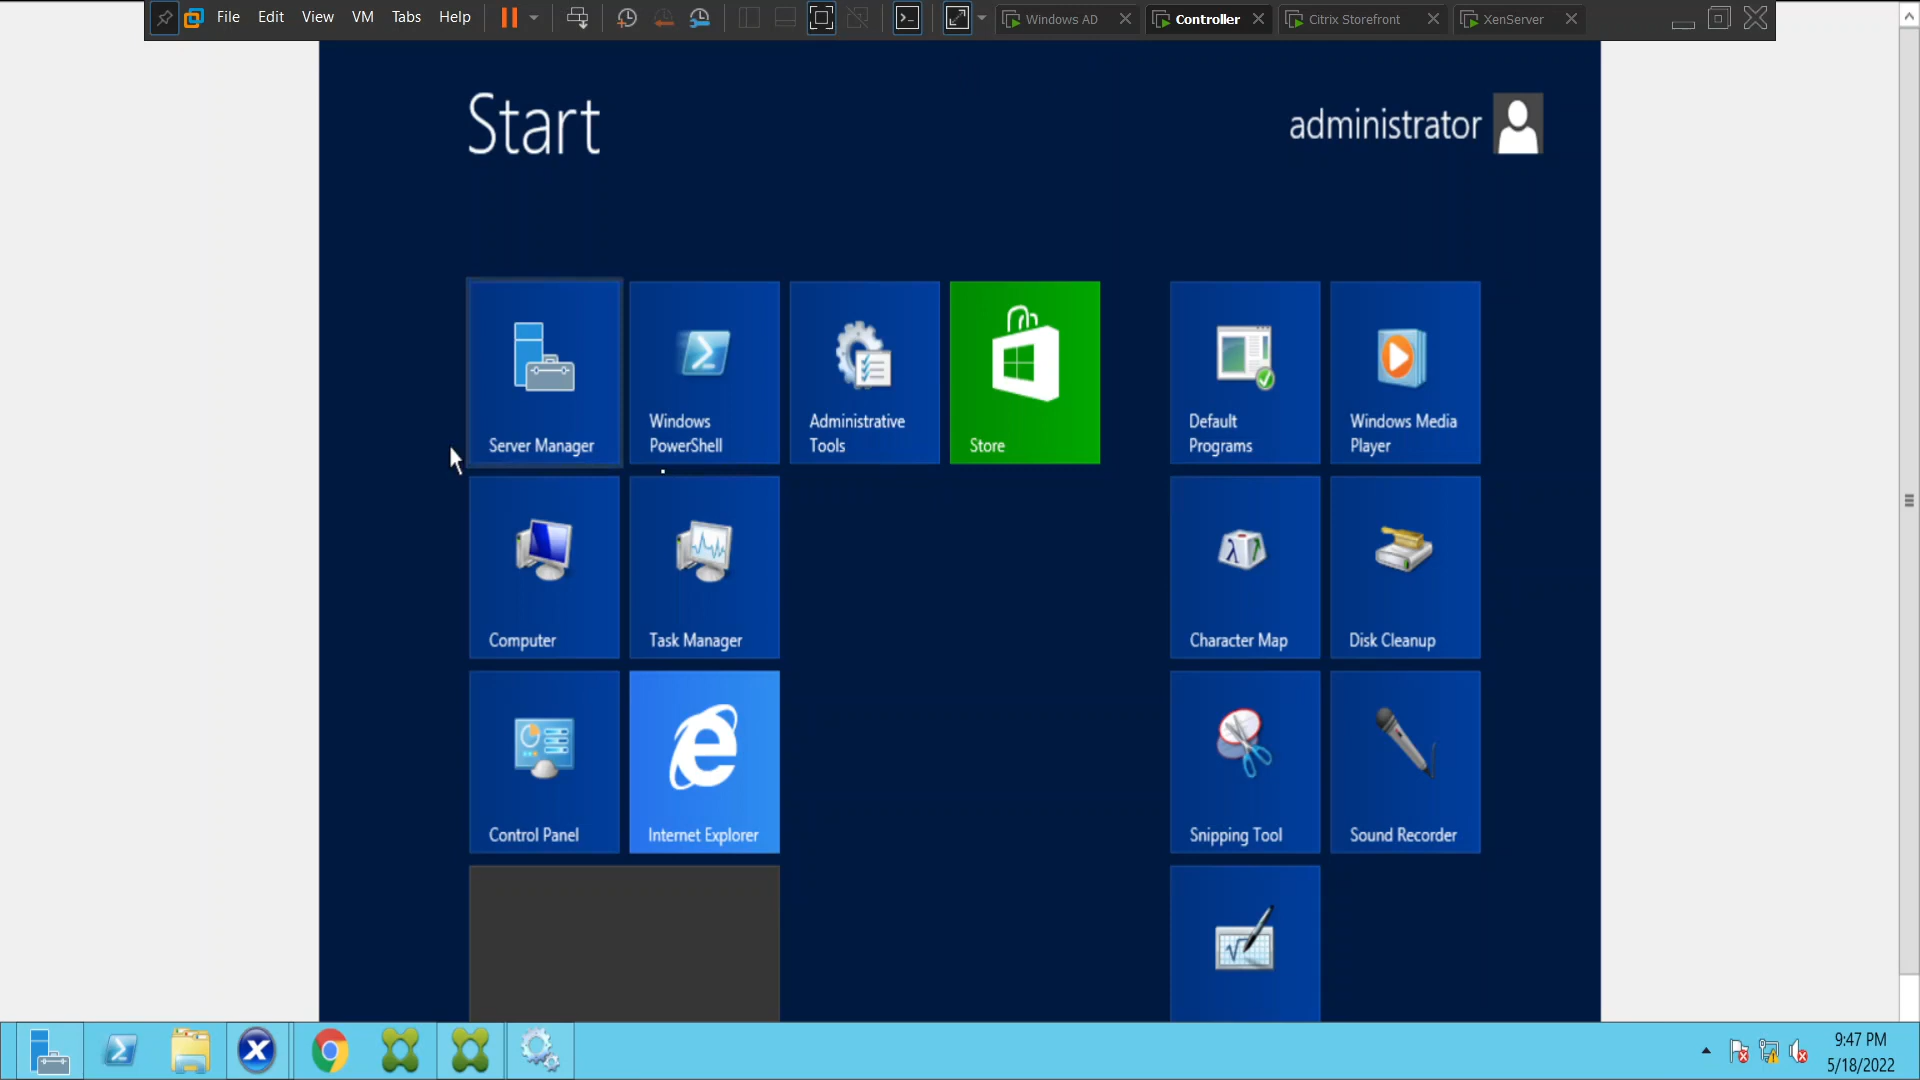 File Edit View VM Tabs Help
Windows AD
Controller
Citrix Storefront
XenServer
Start
administrator
Server Manager
Windows
PowerShell
Administrative
Tools
Store
Default
Programs
Windows Media
Player
Computer
Task Manager
Character Map
Disk Cleanup
Control Panel
Internet Explorer
Snipping Tool
Sound Recorder
9:47 PM
5/18/2022